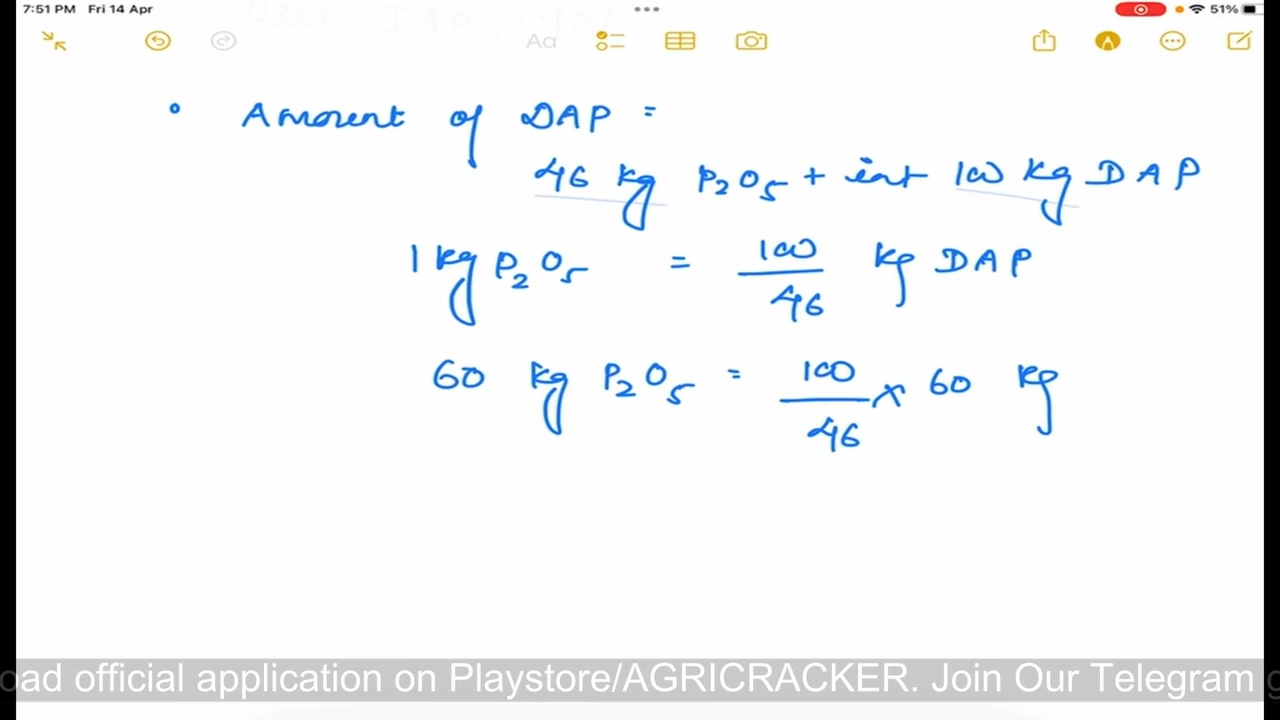 7:51 PM Fri 14 Apr
51%
Aa
Amount of DAP =
46 kg P₂O₅ + int 100 kg DAP
1 kg P₂O₅ = 100/46 kg DAP
60 kg P₂O₅ = 100/46 × 60 kg
oad official application on Playstore/AGRICRACKER. Join Our Telegram g